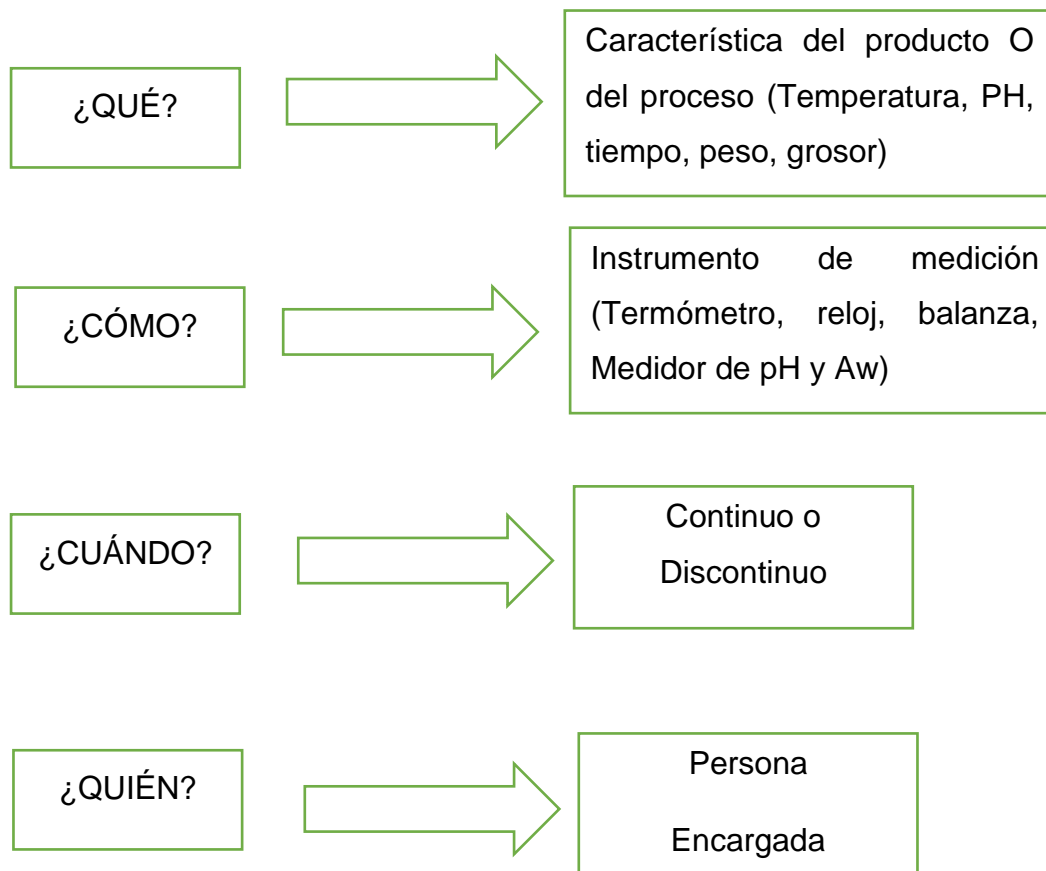 ¿QUÉ?
Característica del producto O
del proceso (Temperatura, PH,
tiempo, peso, grosor)
¿CÓMO?
Instrumento de medición
(Termómetro, reloj, balanza,
Medidor de pH y Aw)
¿CUÁNDO?
Continuo o
Discontinuo
¿QUIÉN?
Persona
Encargada